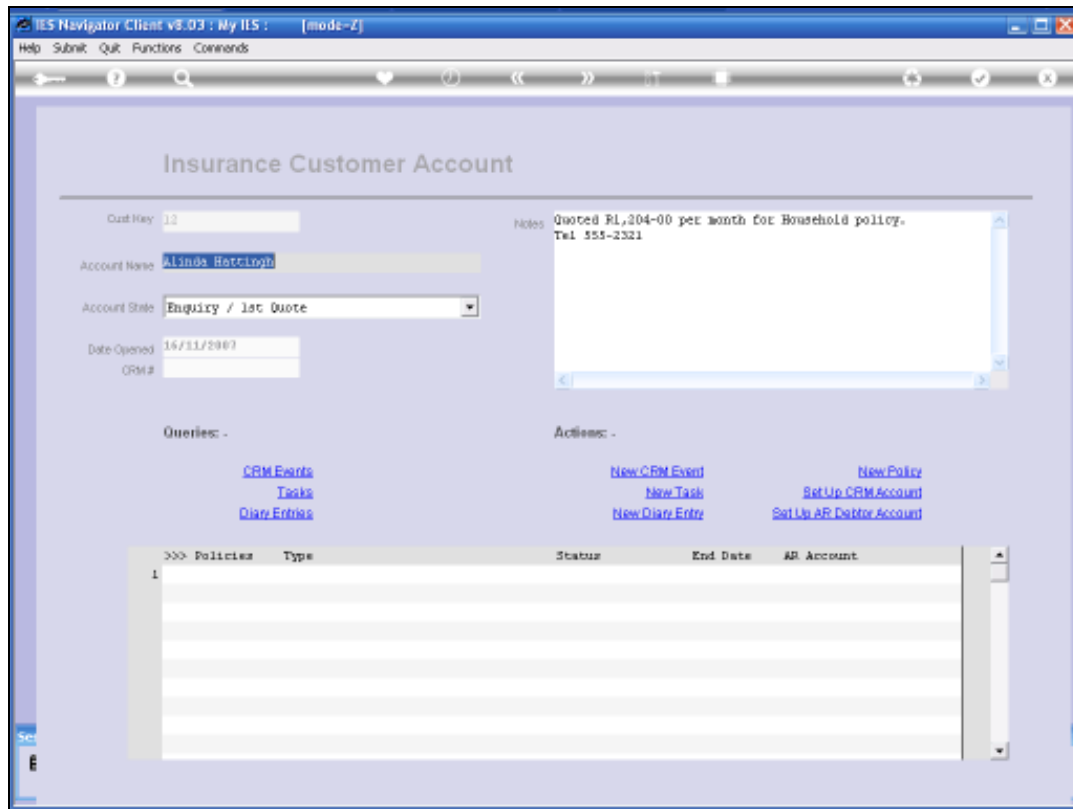 IES Navigator Client v8.03 : My IES : [mode-Z]
Help Submit Quit Functions Commands
Insurance Customer Account
Cust Key 12
Account Name Alinda Hattingh
Account State Enquiry / 1st Quote
Date Opened 16/11/2007
CRM #
Notes Quoted R1,204-00 per month for Household policy.
Tel 555-2321
Queries: -
CRM Events
Tasks
Diary Entries
Actions: -
New CRM Event New Policy
New Task Set Up CRM Account
New Diary Entry Set Up AR Debtor Account
>>> Policies Type Status End Date AR Account
1